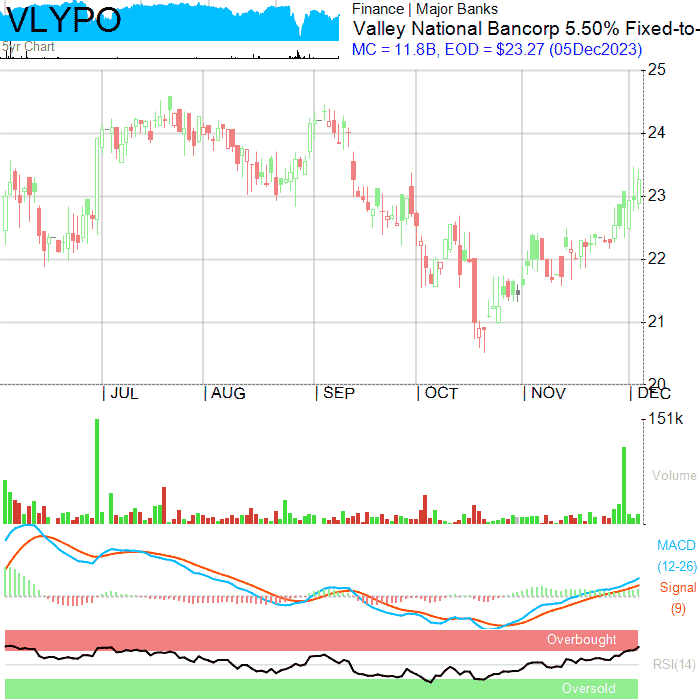 VLYPO
5yr Chart
Finance | Major Banks
Valley National Bancorp 5.50% Fixed-to-
MC = 11.8B, EOD = $23.27 (05Dec2023)
25
24
23
22
21
20
| JUL | AUG | SEP | OCT | NOV | DEC
151k
Volume
MACD
(12-26)
Signal
(9)
Overbought
RSI(14)
Oversold